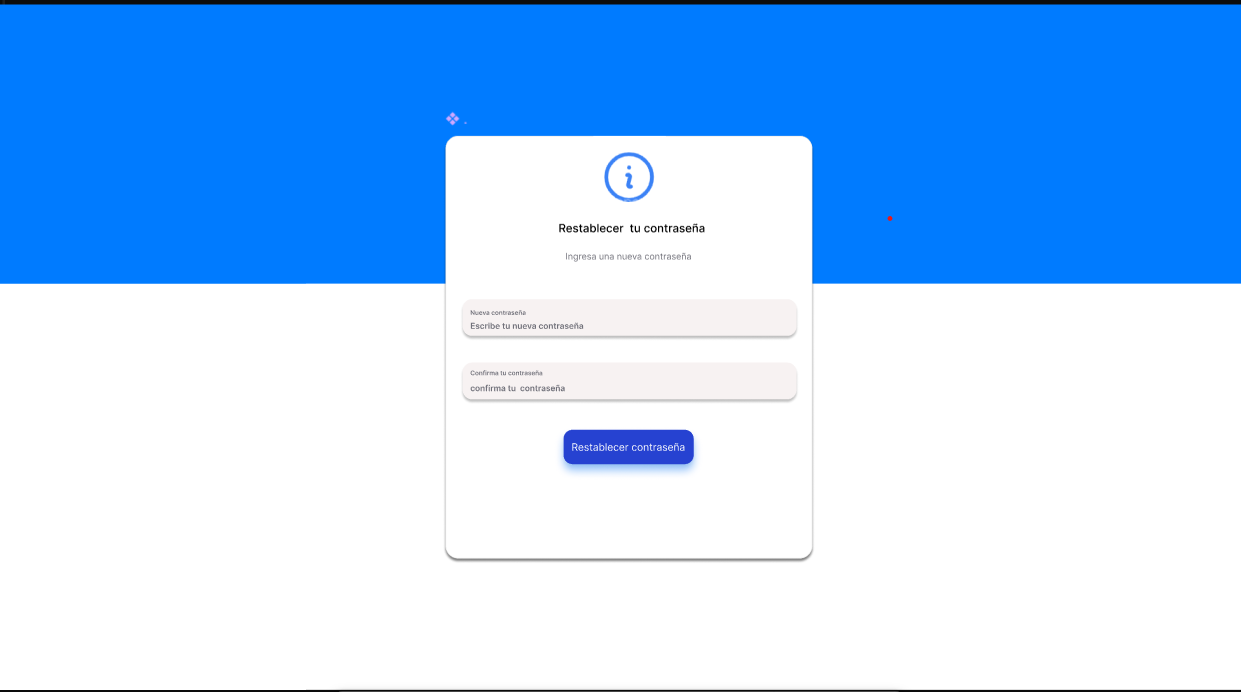 Restablecer  tu contraseña
Ingresa una nueva contraseña
Nueva contraseña
Escribe tu nueva contraseña
Confirma tu contraseña
confirma tu  contraseña
Restablecer contraseña